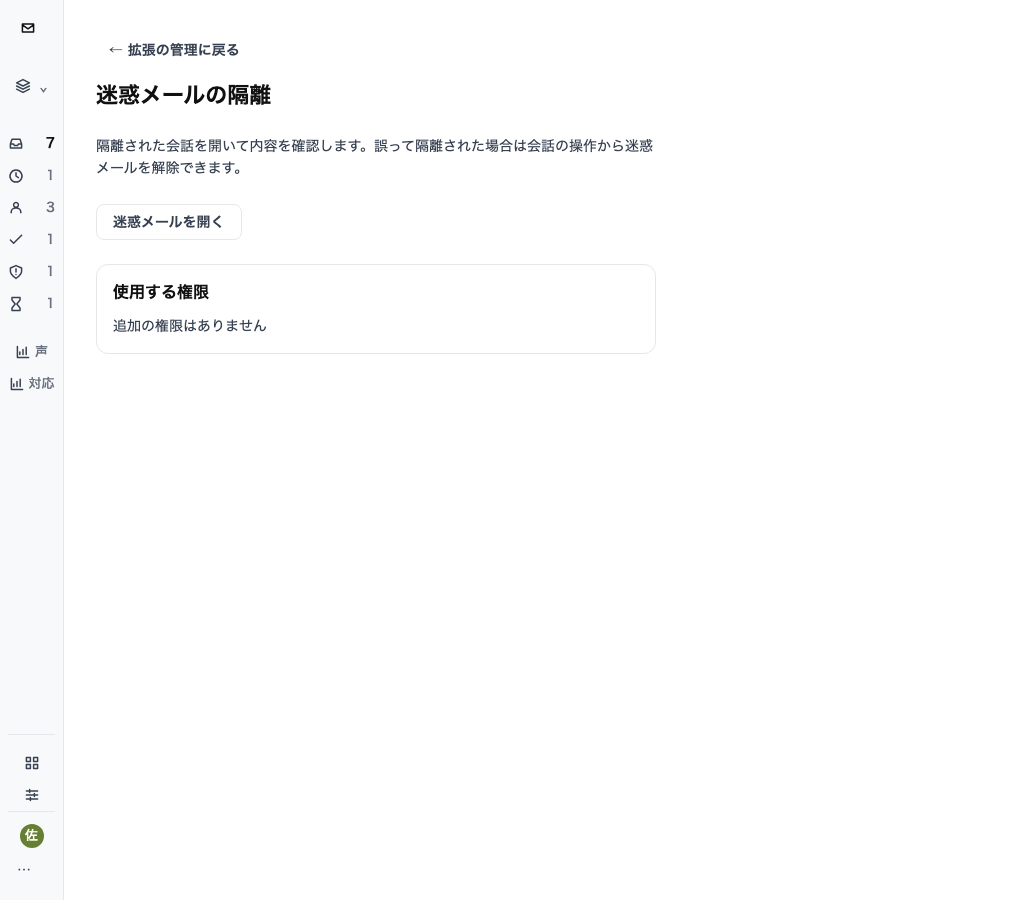 ← 拡張の管理に戻る
迷惑メールの隔離
隔離された会話を開いて内容を確認します。誤って隔離された場合は会話の操作から迷惑
メールを解除できます。
迷惑メールを開く
使用する権限
追加の権限はありません
7
1
3
1
1
1
声
対応
佐
…